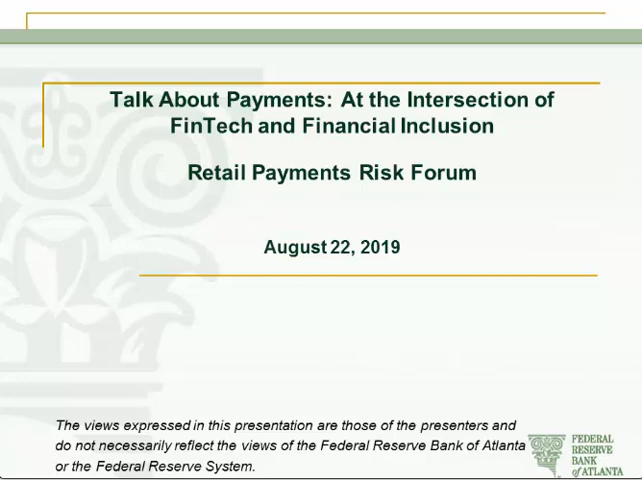 Talk About Payments: At the Intersection of
FinTech and Financial Inclusion
Retail Payments Risk Forum
August 22, 2019
The views expressed in this presentation are those of the presenters and
do not necessarily reflect the views of the Federal Reserve Bank of Atlanta
or the Federal Reserve System.
FEDERAL
RESERVE
BANK
of ATLANTA